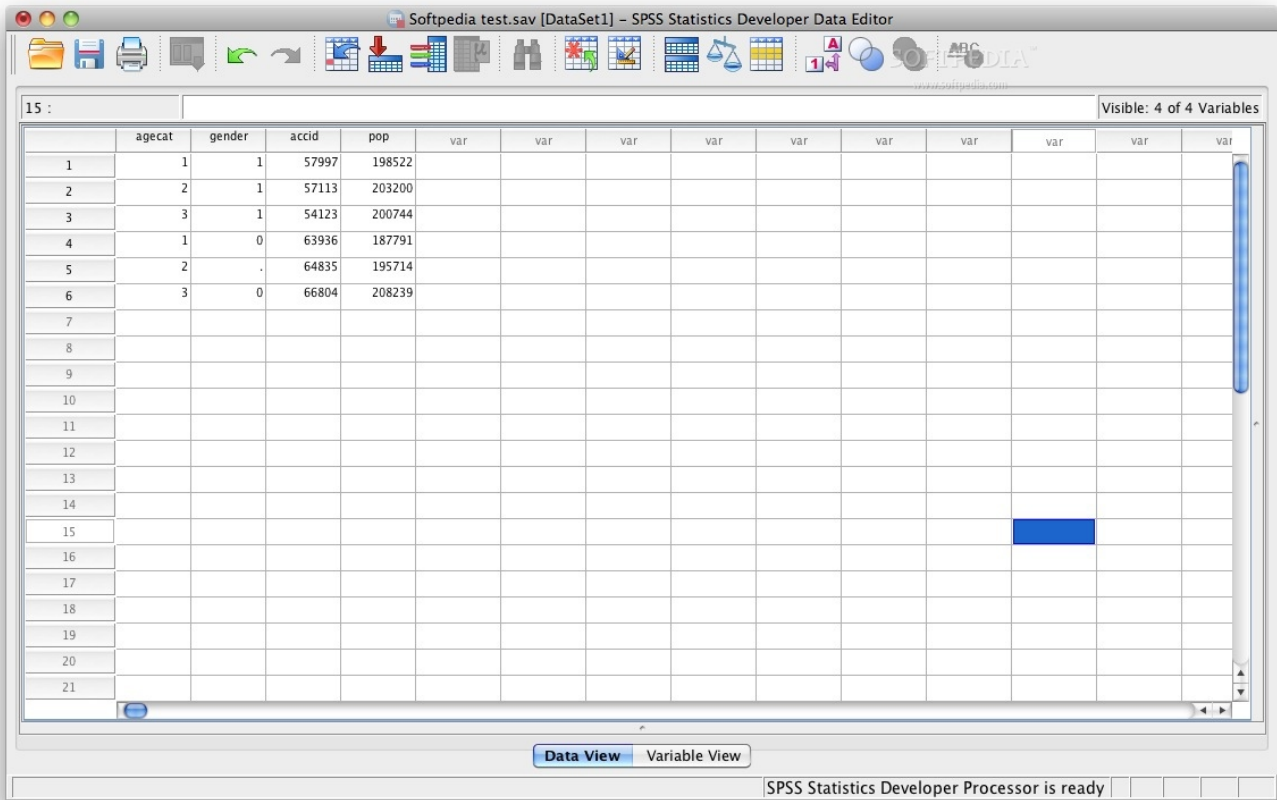 Softpedia test.sav [DataSet1] – SPSS Statistics Developer Data Editor
SOFTPEDIA
www.softpedia.com
15 :
Visible: 4 of 4 Variables
agecat gender accid pop var var var var var var var var var var
1 1 1 57997 198522
2 2 1 57113 203200
3 3 1 54123 200744
4 1 0 63936 187791
5 2 . 64835 195714
6 3 0 66804 208239
7
8
9
10
11
12
13
14
15
16
17
18
19
20
21
Data View Variable View
SPSS Statistics Developer Processor is ready